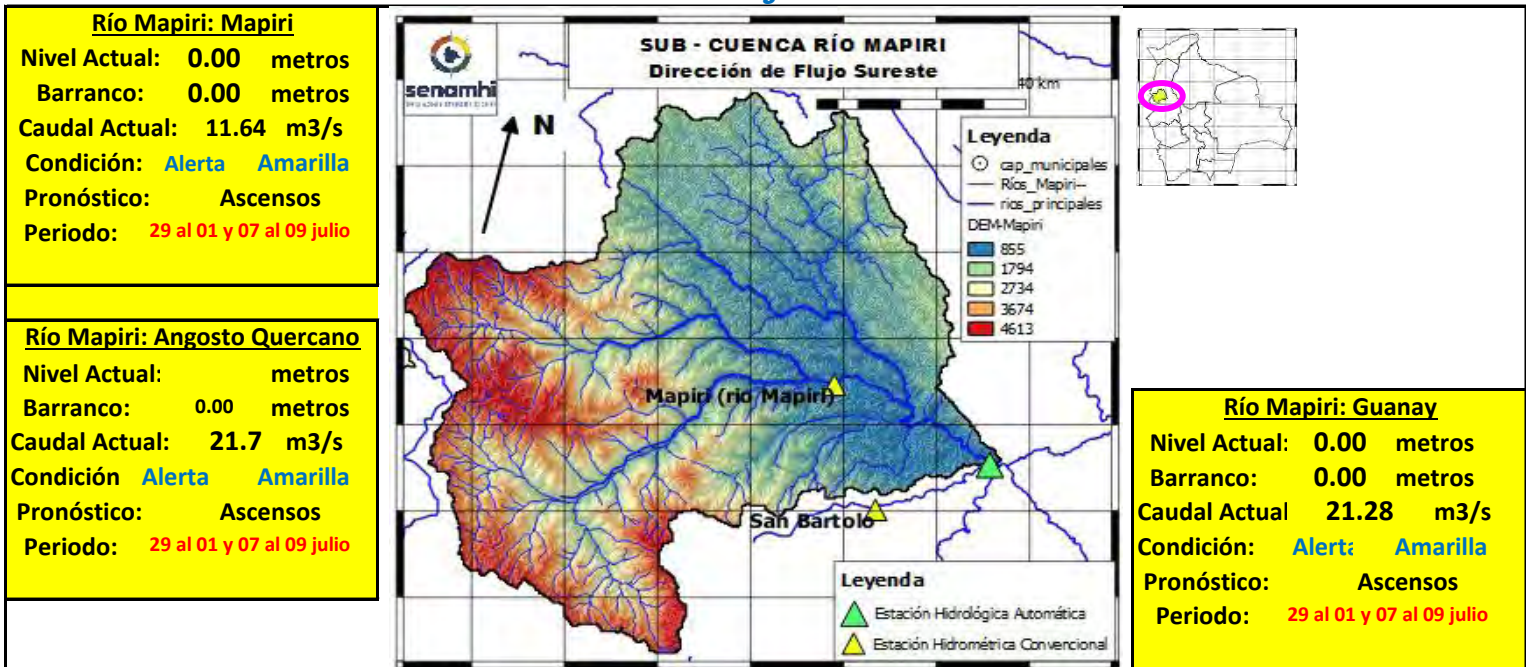 Río Mapiri: Mapiri
Nivel Actual: 0.00 metros
Barranco: 0.00 metros
Caudal Actual: 11.64 m3/s
Condición: Alerta Amarilla
Pronóstico: Ascensos
Periodo: 29 al 01 y 07 al 09 julio
Río Mapiri: Angosto Quercano
Nivel Actual: metros
Barranco: 0.00 metros
Caudal Actual: 21.7 m3/s
Condición Alerta Amarilla
Pronóstico: Ascensos
Periodo: 29 al 01 y 07 al 09 julio
senamhi
SUB - CUENCA RÍO MAPIRI
Dirección de Flujo Sureste
40 km
N
Leyenda
cap_municipales
Ríos_Mapiri--
rios_principales
DEM-Mapiri
855
1794
2734
3674
4613
Mapiri (rio Mapiri)
San Bartolo
Leyenda
Estación Hidrológica Automática
Estación Hidrométrica Convencional
Río Mapiri: Guanay
Nivel Actual: 0.00 metros
Barranco: 0.00 metros
Caudal Actual 21.28 m3/s
Condición: Alerta Amarilla
Pronóstico: Ascensos
Periodo: 29 al 01 y 07 al 09 julio